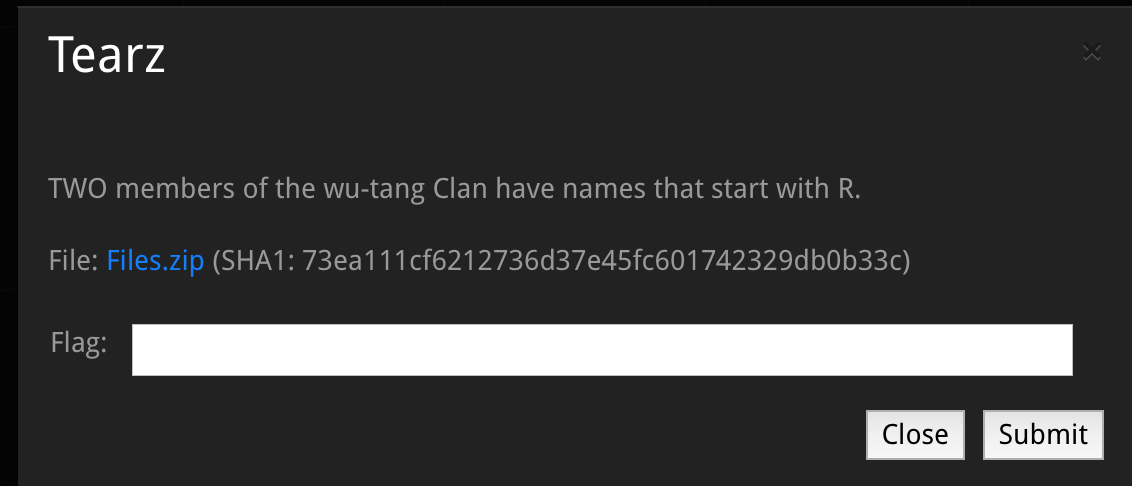 Tearz
TWO members of the wu-tang Clan have names that start with R.
File: Files.zip (SHA1: 73ea111cf6212736d37e45fc601742329db0b33c)
Flag:
Close Submit